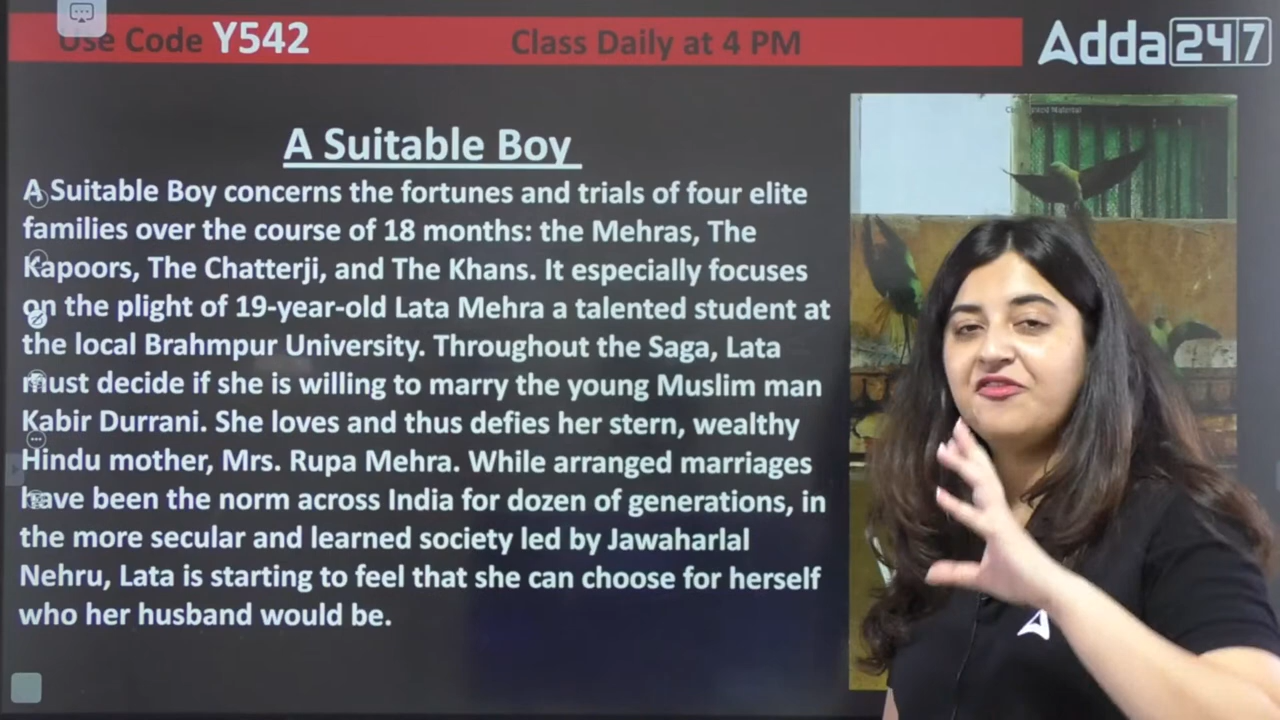 Use Code Y542
Class Daily at 4 PM
Adda247
A Suitable Boy
A Suitable Boy concerns the fortunes and trials of four elite
families over the course of 18 months: the Mehras, The
Kapoors, The Chatterji, and The Khans. It especially focuses
on the plight of 19-year-old Lata Mehra a talented student at
the local Brahmpur University. Throughout the Saga, Lata
must decide if she is willing to marry the young Muslim man
Kabir Durrani. She loves and thus defies her stern, wealthy
Hindu mother, Mrs. Rupa Mehra. While arranged marriages
have been the norm across India for dozen of generations, in
the more secular and learned society led by Jawaharlal
Nehru, Lata is starting to feel that she can choose for herself
who her husband would be.